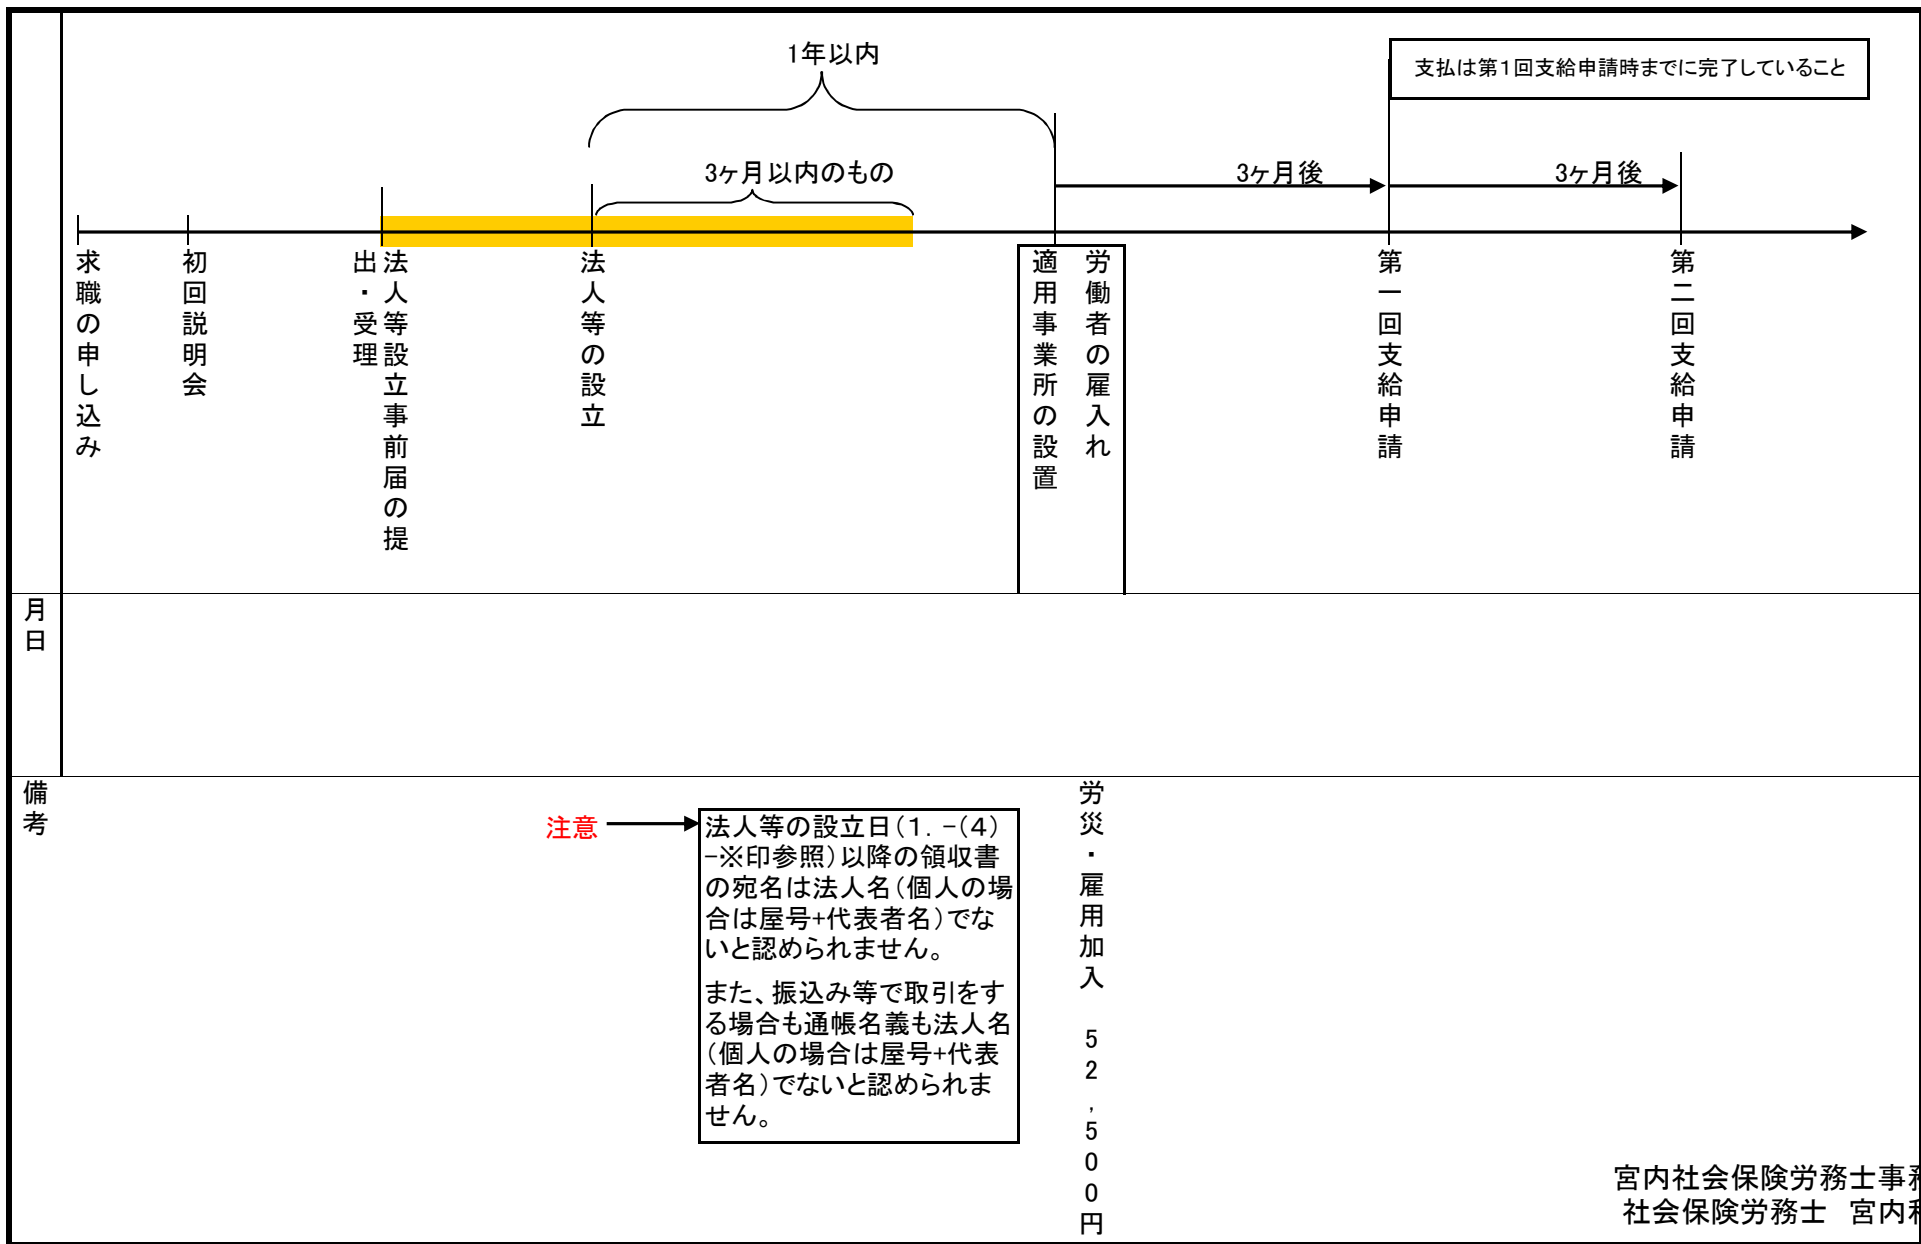 1年以内
支払は第1回支給申請時までに完了していること
3ヶ月以内のもの
3ヶ月後
3ヶ月後
求職の申し込み
初回説明会
法人等設立事前届の提
出・受理
法人等の設立
適用事業所の設置
労働者の雇入れ
第一回支給申請
第二回支給申請
月日
備考
注意
法人等の設立日(1.-(4)
-※印参照)以降の領収書
の宛名は法人名(個人の場
合は屋号+代表者名)でな
いと認められません。
また、振込み等で取引をす
る場合も通帳名義も法人名
(個人の場合は屋号+代表
者名)でないと認められま
せん。
労災・雇用加入 52,500円
宮内社会保険労務士事
社会保険労務士 宮内